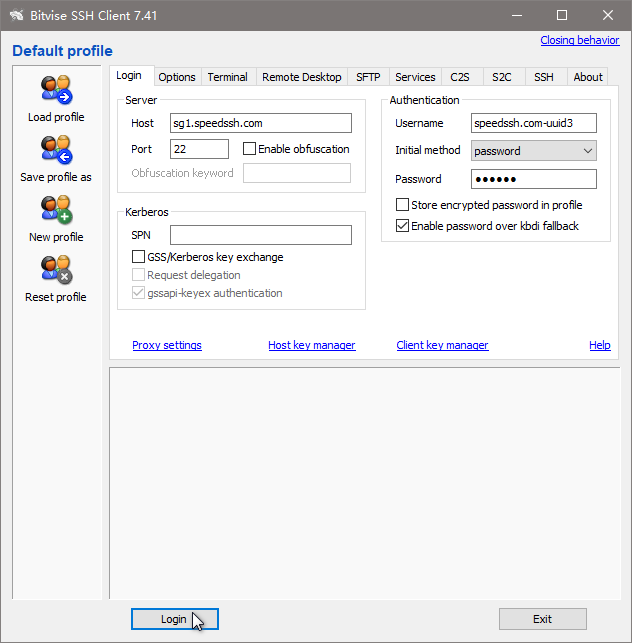 Bitvise SSH Client 7.41
Default profile
Closing behavior
Load profile
Save profile as
New profile
Reset profile
Login Options Terminal Remote Desktop SFTP Services C2S S2C SSH About
Server
Host sg1.speedssh.com
Port 22 Enable obfuscation
Obfuscation keyword
Kerberos
SPN
GSS/Kerberos key exchange
Request delegation
gssapi-keyex authentication
Authentication
Username speedssh.com-uuid3
Initial method password
Password ●●●●●●
Store encrypted password in profile
Enable password over kbdi fallback
Proxy settings Host key manager Client key manager Help
Login Exit